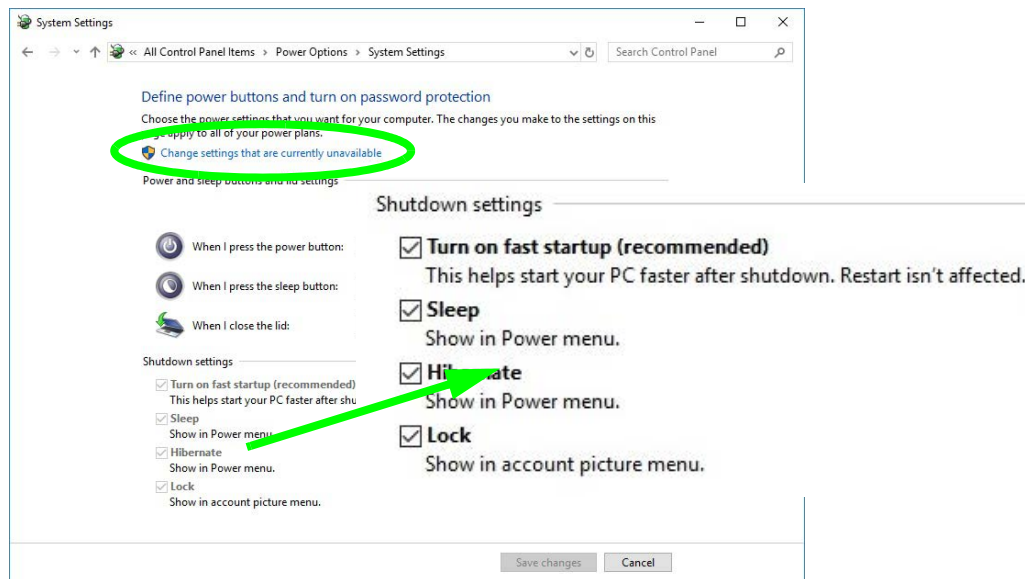 System Settings
« All Control Panel Items > Power Options > System Settings
Search Control Panel
Define power buttons and turn on password protection
Choose the power settings that you want for your computer. The changes you make to the settings on this
page apply to all of your power plans.
Change settings that are currently unavailable
Power and sleep buttons and lid settings
When I press the power button:
When I press the sleep button:
When I close the lid:
Shutdown settings
Turn on fast startup (recommended)
This helps start your PC faster after shu
Sleep
Show in Power menu.
Hibernate
Show in Power menu.
Lock
Show in account picture menu.
Shutdown settings
Turn on fast startup (recommended)
This helps start your PC faster after shutdown. Restart isn't affected.
Sleep
Show in Power menu.
Hibernate
Show in Power menu.
Lock
Show in account picture menu.
Save changes
Cancel